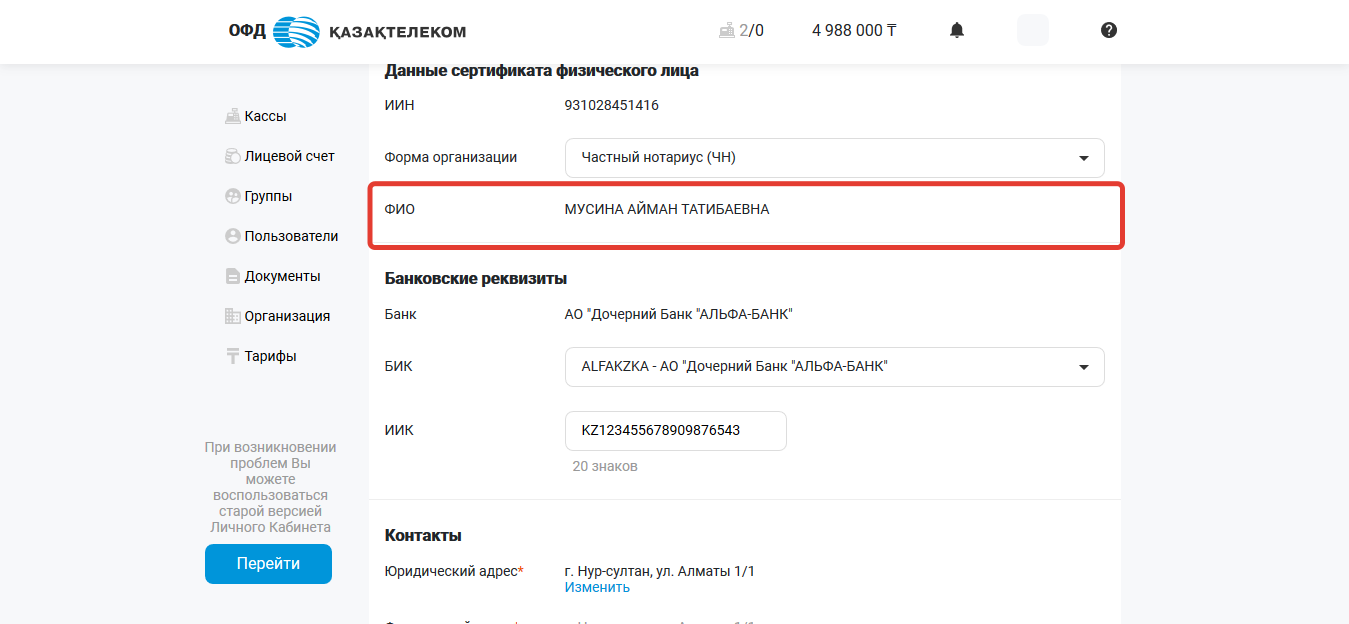 ОФД ҚАЗАҚТЕЛЕКОМ
2/0
4 988 000 ₸
Кассы
Лицевой счет
Группы
Пользователи
Документы
Организация
Тарифы
При возникновении
проблем Вы
можете
воспользоваться
старой версией
Личного Кабинета
Перейти
Данные сертификата физического лица
ИИН 931028451416
Форма организации Частный нотариус (ЧН)
ФИО МУСИНА АЙМАН ТАТИБАЕВНА
Банковские реквизиты
Банк АО "Дочерний Банк "АЛЬФА-БАНК"
БИК ALFAKZKA - АО "Дочерний Банк "АЛЬФА-БАНК"
ИИК KZ123455678909876543
20 знаков
Контакты
Юридический адрес* г. Нур-султан, ул. Алматы 1/1
Изменить